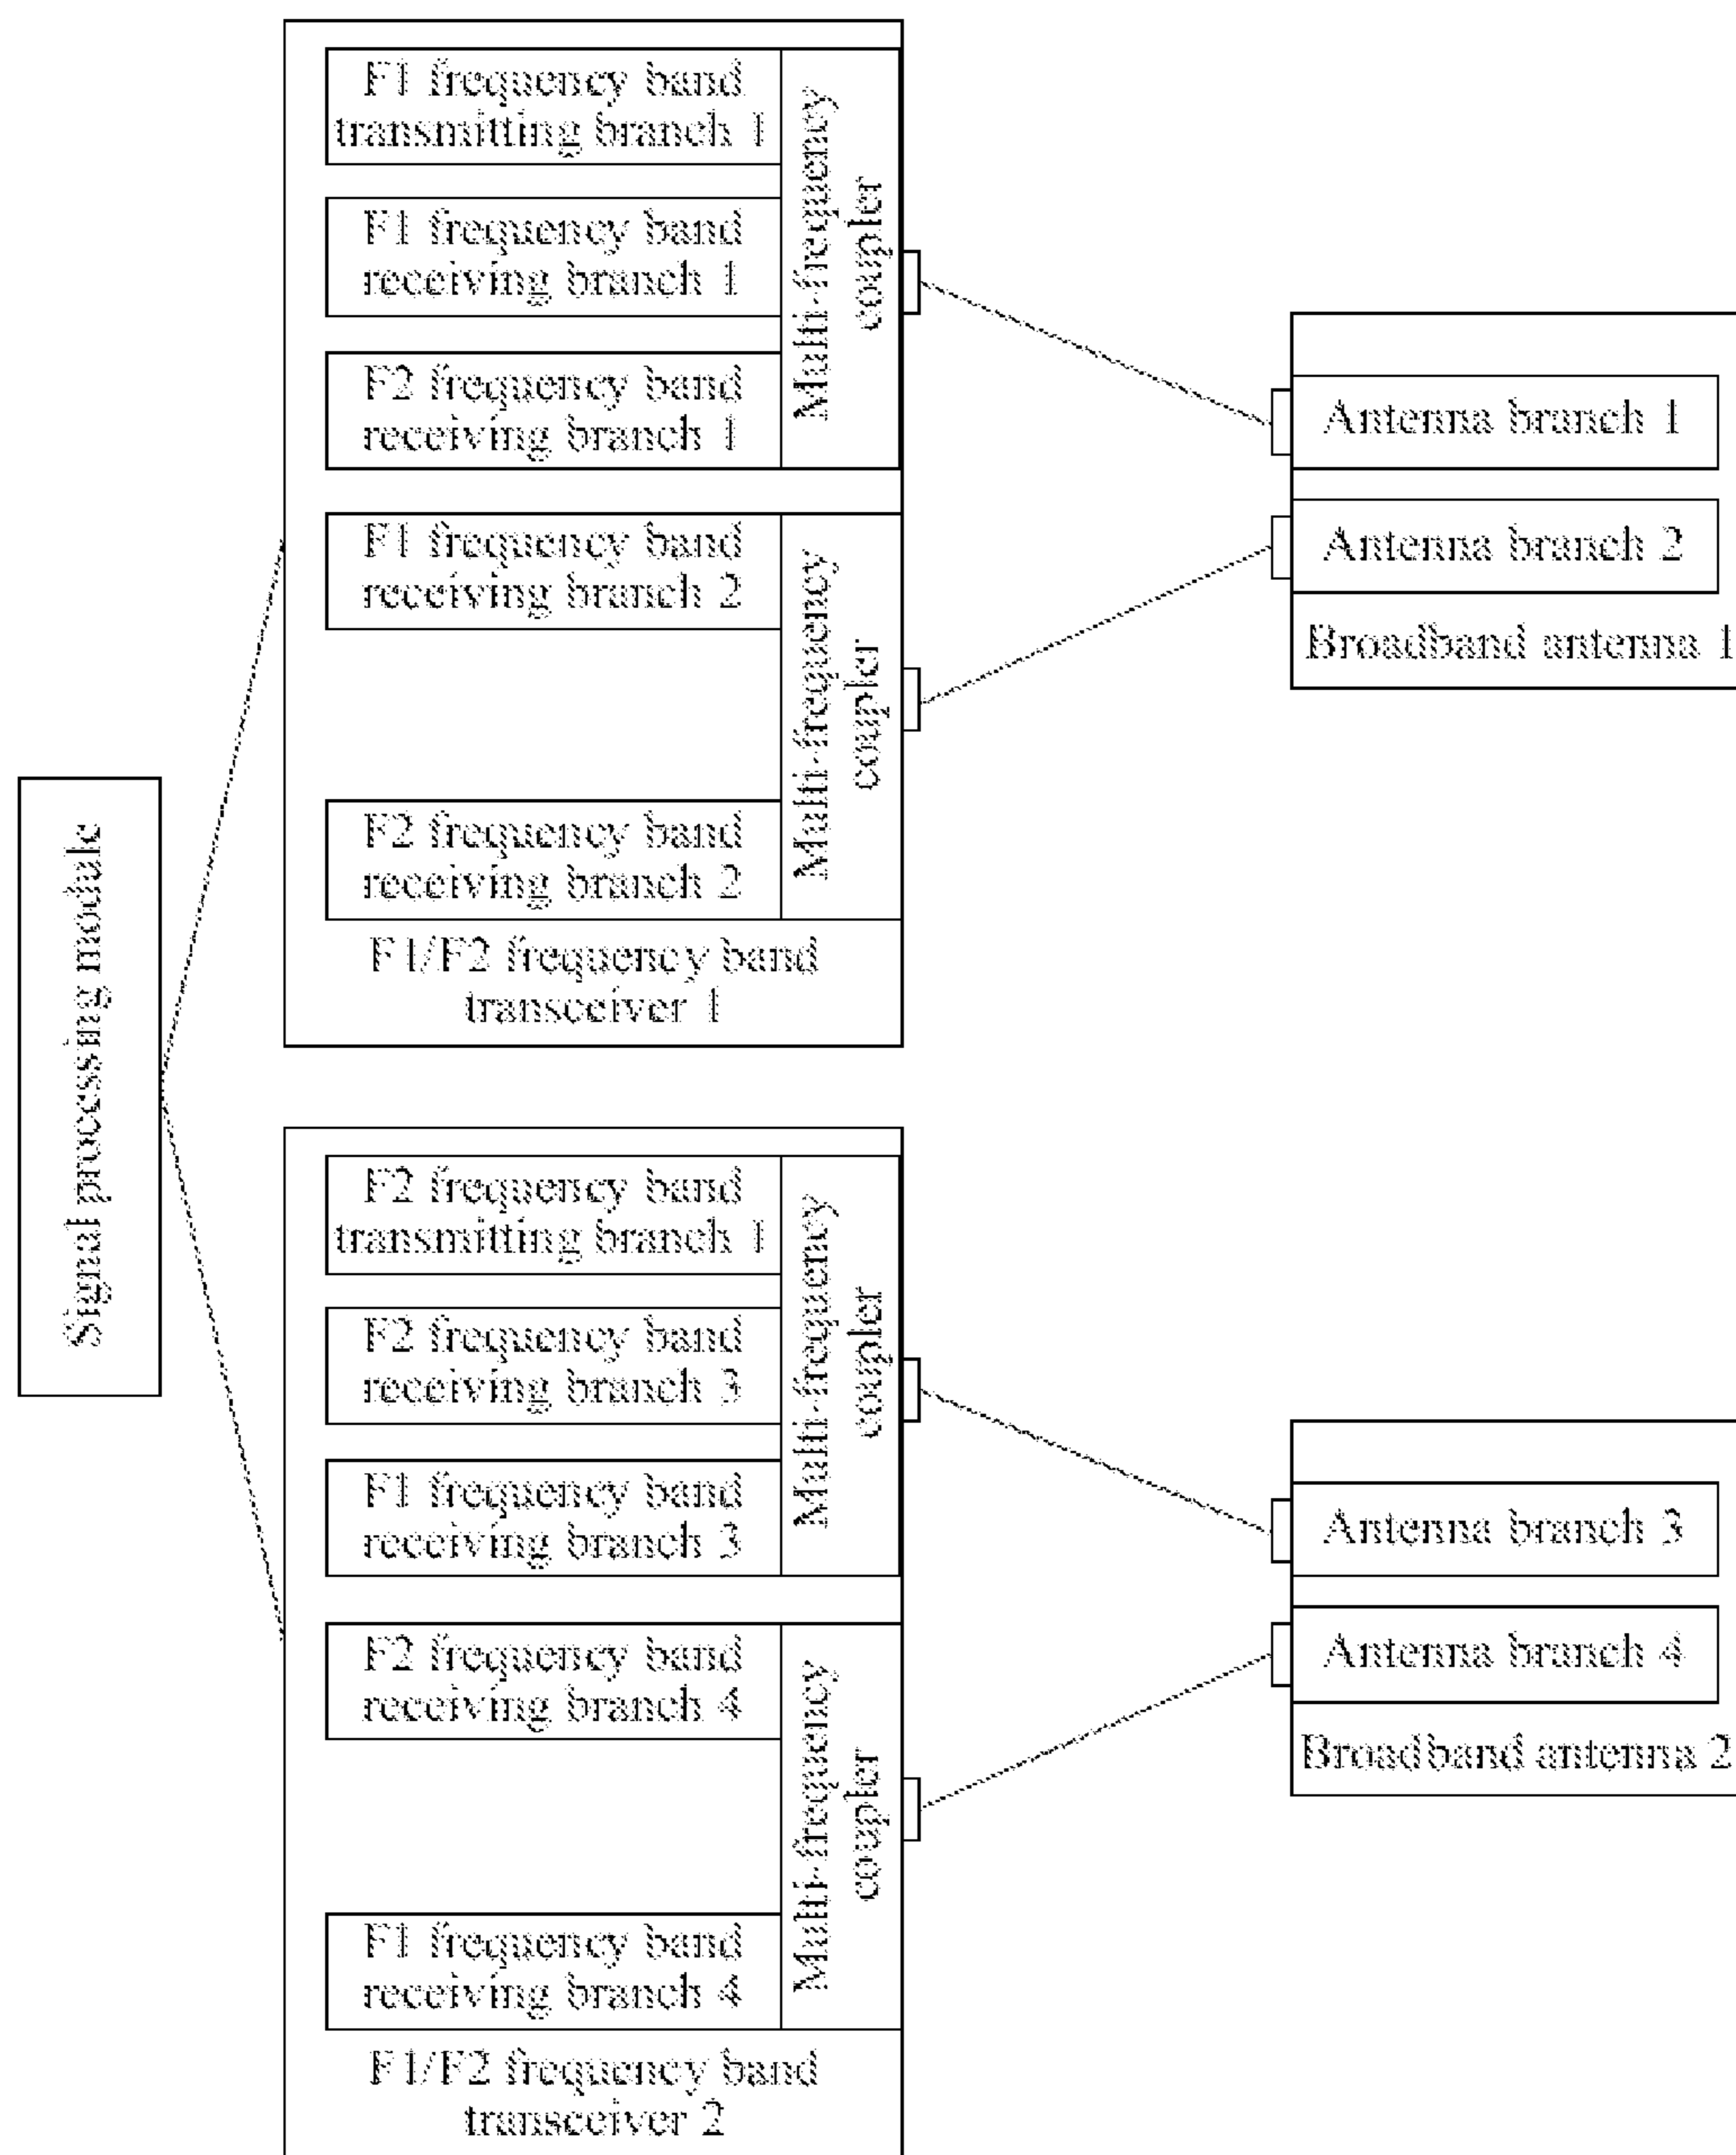 Signal processing module
F1 frequency band
transmitting branch 1
F1 frequency band
receiving branch 1
F2 frequency band
receiving branch 1
Multi-frequency
coupler
F1 frequency band
receiving branch 2
F2 frequency band
receiving branch 2
Multi-frequency
coupler
F1/F2 frequency band
transceiver 1
Antenna branch 1
Antenna branch 2
Broadband antenna 1
F2 frequency band
transmitting branch 1
F2 frequency band
receiving branch 3
F1 frequency band
receiving branch 3
Multi-frequency
coupler
F2 frequency band
receiving branch 4
F1 frequency band
receiving branch 4
Multi-frequency
coupler
F1/F2 frequency band
transceiver 2
Antenna branch 3
Antenna branch 4
Broadband antenna 2